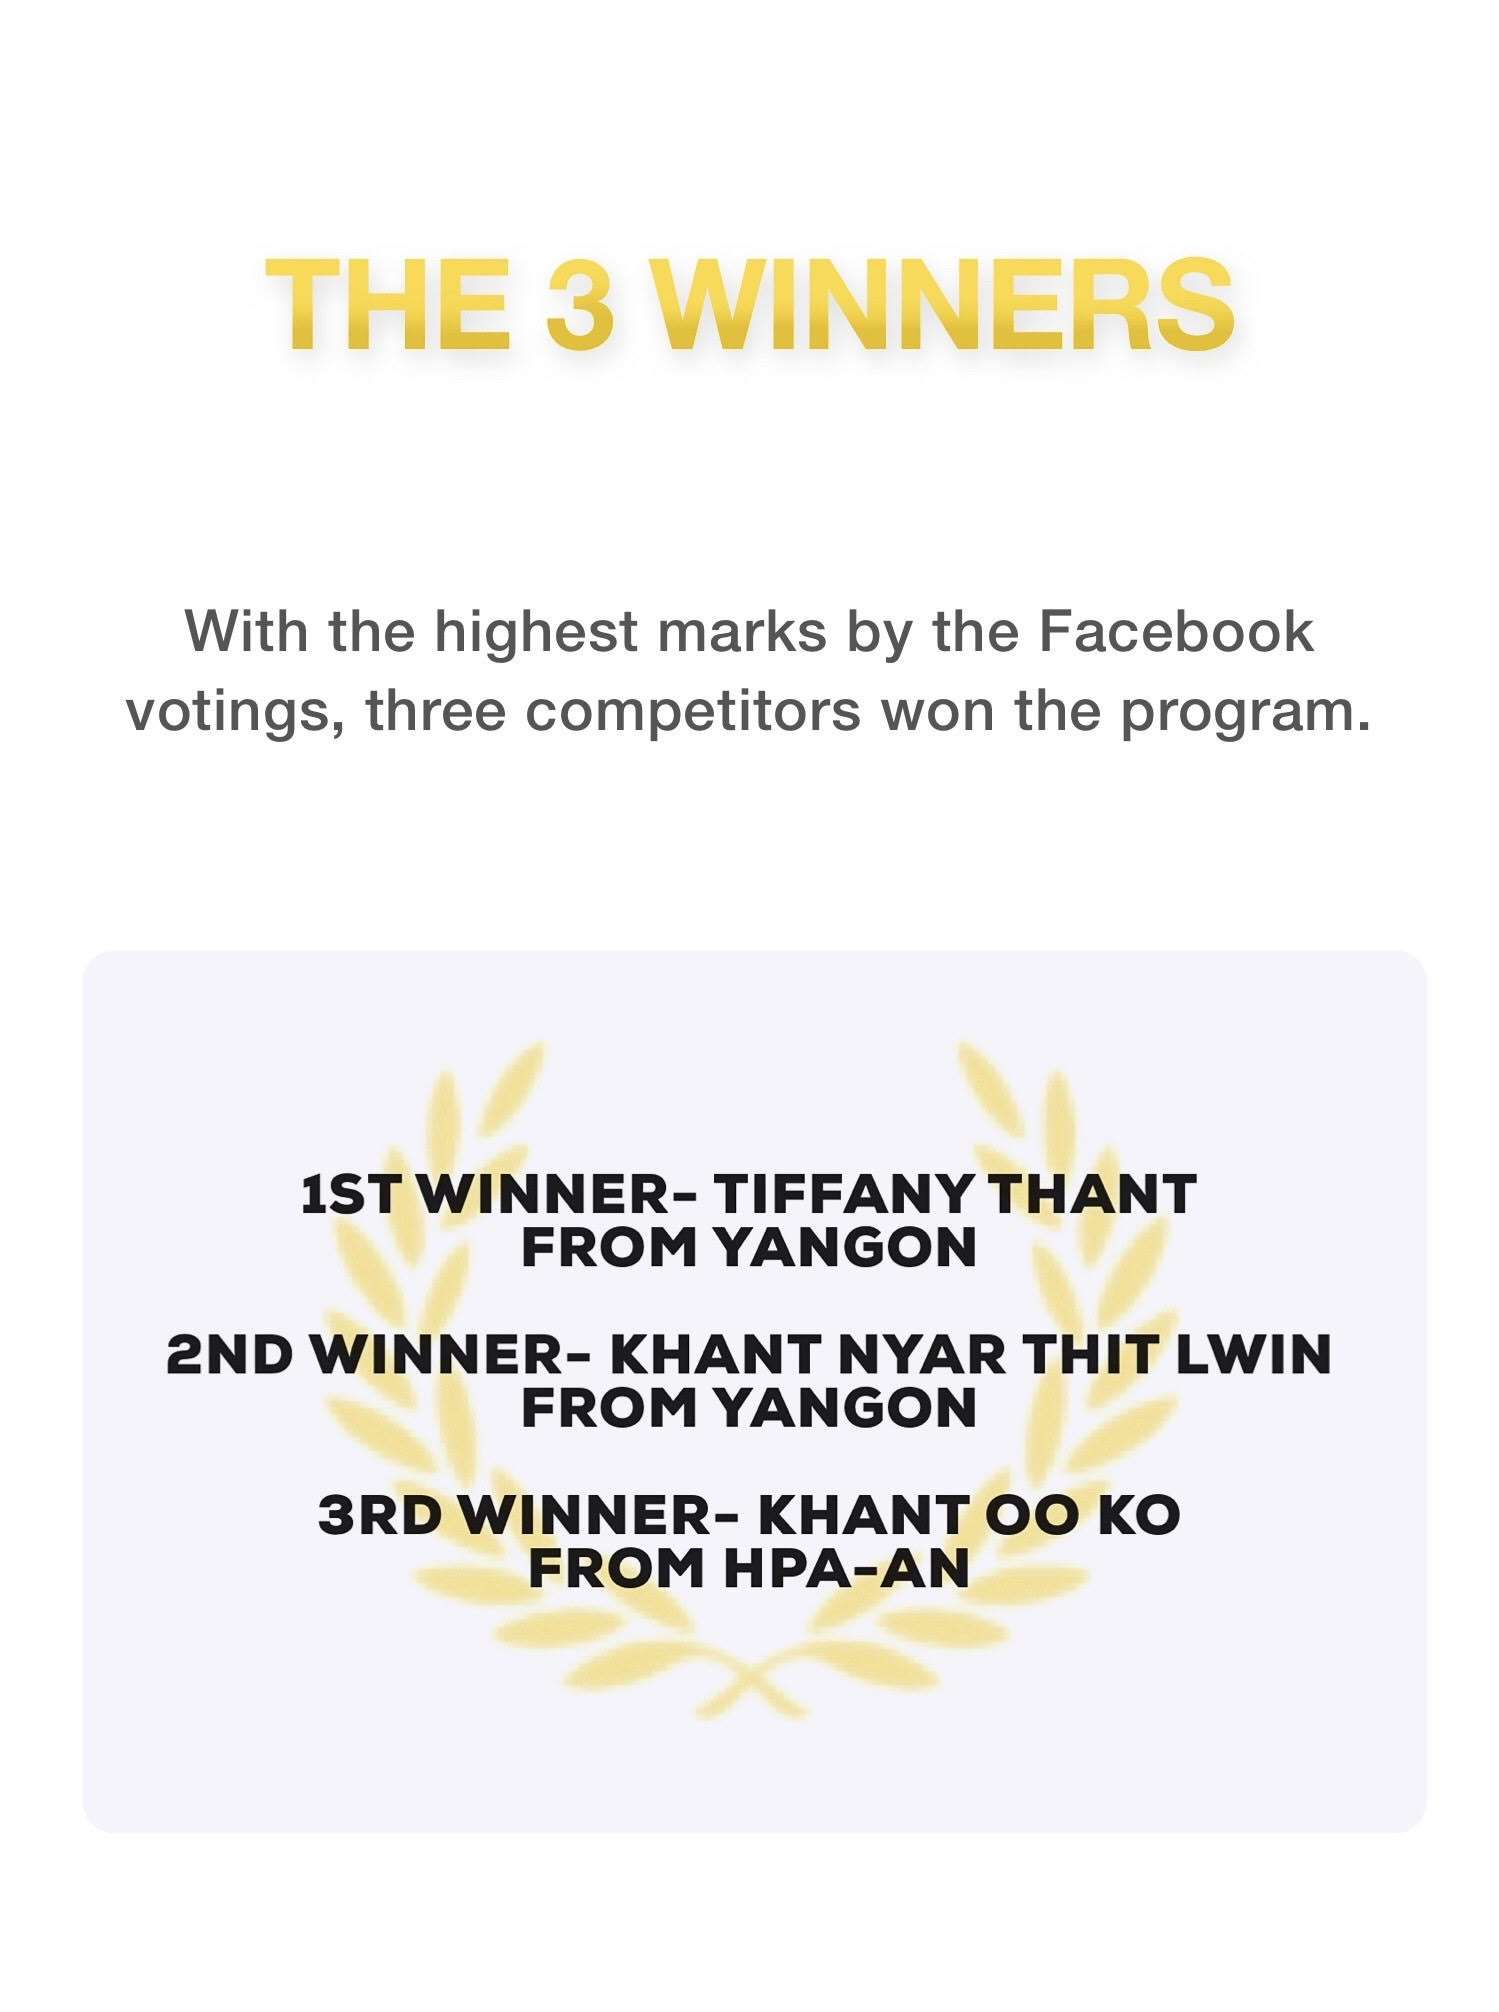 THE 3 WINNERS
With the highest marks by the Facebook
votings, three competitors won the program.
1ST WINNER- TIFFANY THANT
FROM YANGON
2ND WINNER- KHANT NYAR THIT LWIN
FROM YANGON
3RD WINNER- KHANT OO KO
FROM HPA-AN